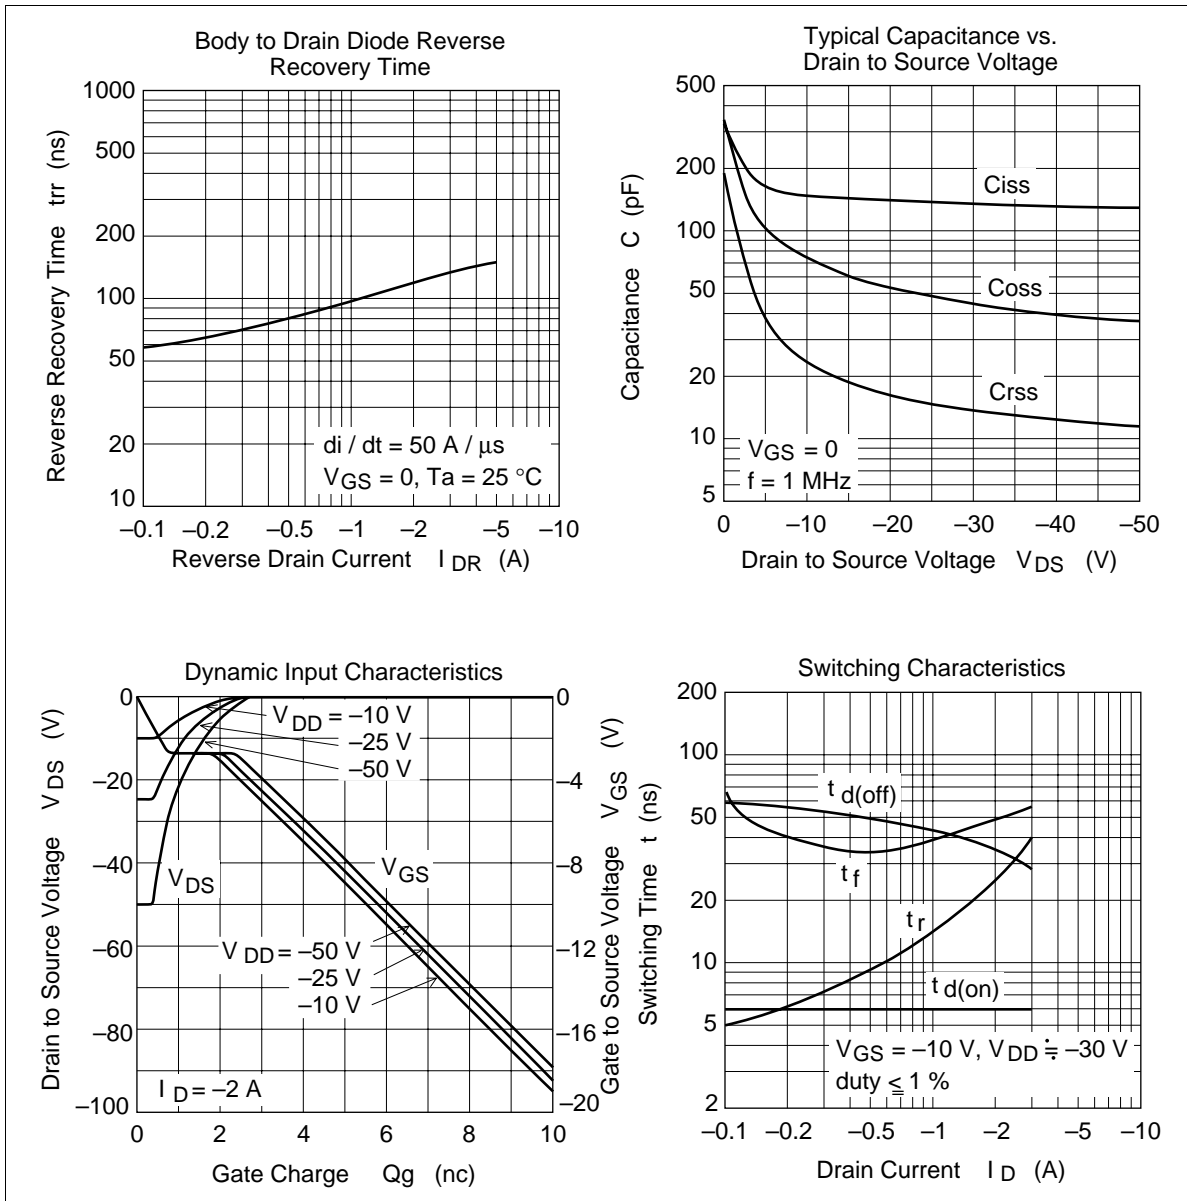 Body to Drain Diode Reverse
Recovery Time
1000
500
200
100
50
20
10
Reverse Recovery Time trr (ns)
di / dt = 50 A / μs
VGS = 0, Ta = 25 °C
–0.1 –0.2 –0.5 –1 –2 –5 –10
Reverse Drain Current I DR (A)
Typical Capacitance vs.
Drain to Source Voltage
500
200
100
50
20
10
5
Capacitance C (pF)
Ciss
Coss
Crss
VGS = 0
f = 1 MHz
0 –10 –20 –30 –40 –50
Drain to Source Voltage VDS (V)
Dynamic Input Characteristics
0
–20
–40
–60
–80
–100
Drain to Source Voltage VDS (V)
V DD = –10 V
–25 V
–50 V
VDS
VGS
V DD = –50 V
–25 V
–10 V
I D = –2 A
0
–4
–8
–12
–16
–20
Gate to Source Voltage VGS (V)
0 2 4 6 8 10
Gate Charge Qg (nc)
Switching Characteristics
200
100
50
20
10
5
2
Switching Time t (ns)
t d(off)
t f
t r
t d(on)
VGS = –10 V, VDD ≒ –30 V
duty ≦ 1 %
–0.1 –0.2 –0.5 –1 –2 –5 –10
Drain Current I D (A)